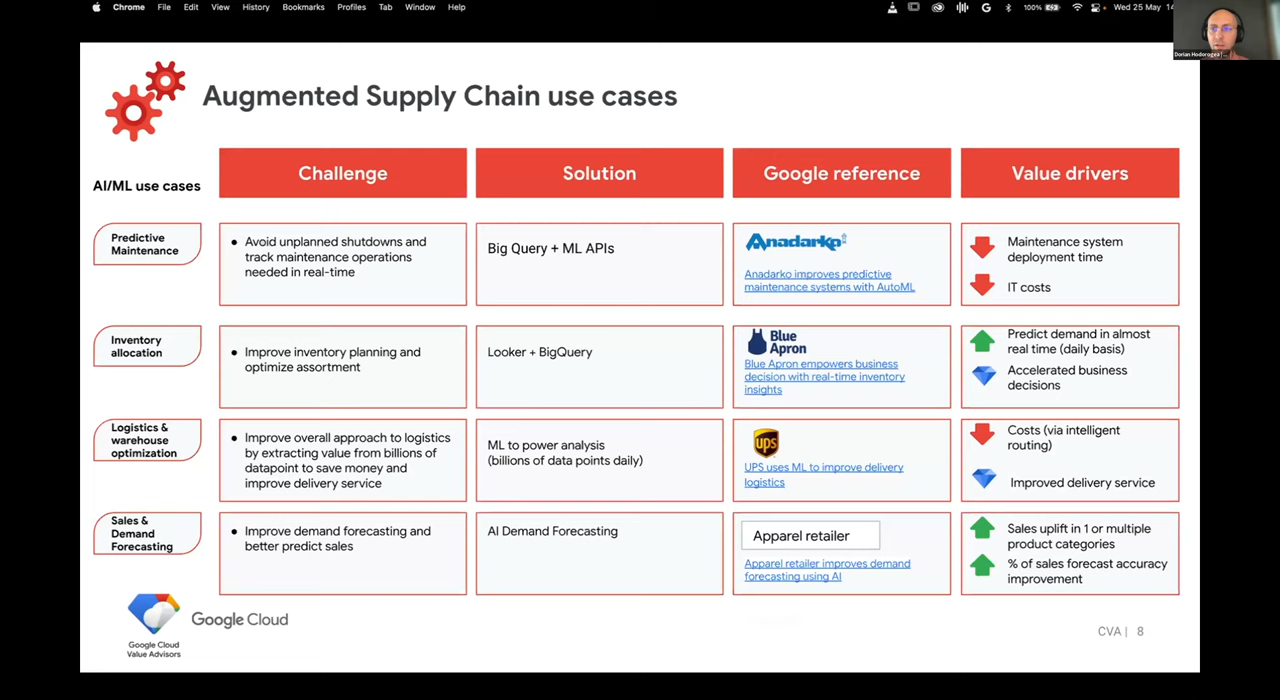 Chrome File Edit View History Bookmarks Profiles Tab Window Help
100% Wed 25 May 14
Dorian Hodorogea
Augmented Supply Chain use cases
AI/ML use cases
Challenge
Solution
Google reference
Value drivers
Predictive
Maintenance
• Avoid unplanned shutdowns and
track maintenance operations
needed in real-time
Big Query + ML APIs
Anadarko
Anadarko improves predictive
maintenance systems with AutoML
Maintenance system
deployment time
IT costs
Inventory
allocation
• Improve inventory planning and
optimize assortment
Looker + BigQuery
Blue
Apron
Blue Apron empowers business
decision with real-time inventory
insights
Predict demand in almost
real time (daily basis)
Accelerated business
decisions
Logistics &
warehouse
optimization
• Improve overall approach to logistics
by extracting value from billions of
datapoint to save money and
improve delivery service
ML to power analysis
(billions of data points daily)
ups
UPS uses ML to improve delivery
logistics
Costs (via intelligent
routing)
Improved delivery service
Sales &
Demand
Forecasting
• Improve demand forecasting and
better predict sales
AI Demand Forecasting
Apparel retailer
Apparel retailer improves demand
forecasting using AI
Sales uplift in 1 or multiple
product categories
% of sales forecast accuracy
improvement
Google Cloud
Google Cloud
Value Advisors
CVA | 8